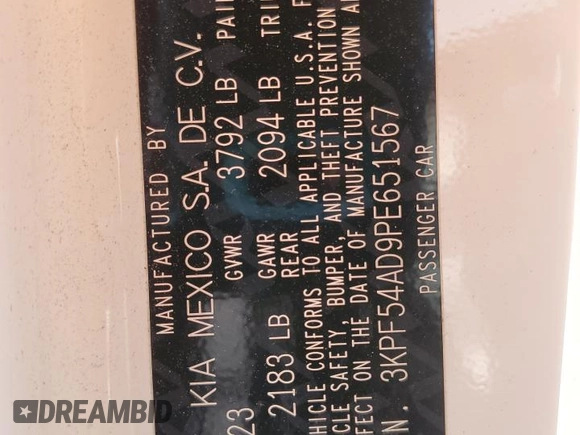 MANUFACTURED BY
KIA MEXICO S.A. DE C.V.
23 GVWR 3792 LB
GAWR
2183 LB REAR 2094 LB
CONFORMS TO ALL APPLICABLE U.S.A.
SAFETY, BUMPER, AND THEFT PREVENTION
ON THE DATE OF MANUFACTURE SHOWN
3KPF54AD9PE651567
PASSENGER CAR
DREAMBID